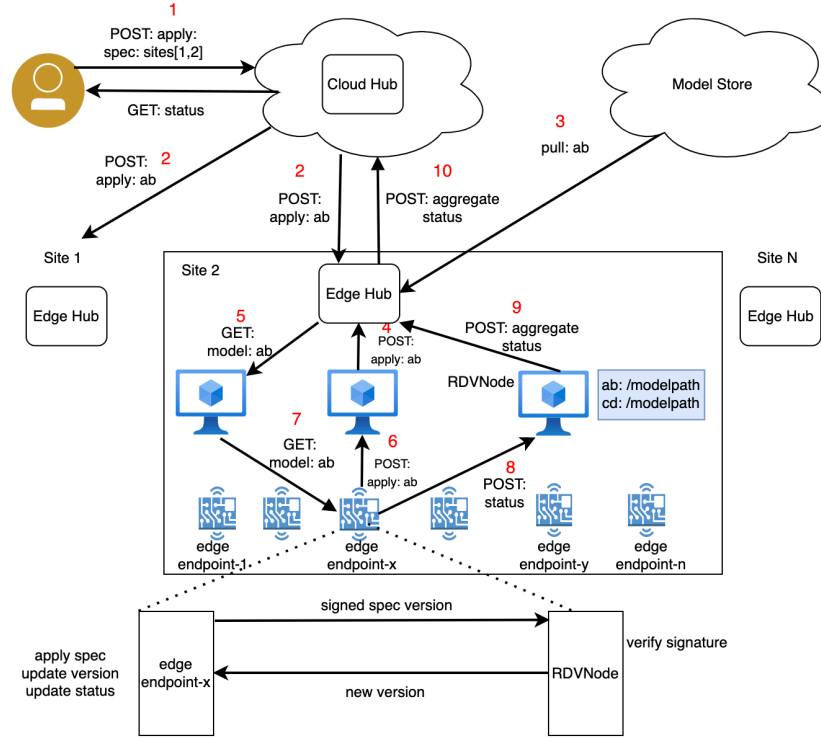 1
POST: apply:
spec: sites[1,2]
GET: status
Cloud Hub
Model Store
3
pull: ab
2
POST:
apply: ab
2
POST:
apply: ab
10
POST: aggregate
status
Site 1
Edge Hub
Site 2
Edge Hub
Site N
Edge Hub
5
GET:
model: ab
4
POST:
apply: ab
9
POST: aggregate
status
RDVNode
ab: /modelpath
cd: /modelpath
7
GET:
model: ab
6
POST:
apply: ab
8
POST:
status
edge
endpoint-1
edge
endpoint-x
edge
endpoint-y
edge
endpoint-n
signed spec version
verify signature
apply spec
update version
update status
edge
endpoint-x
RDVNode
new version